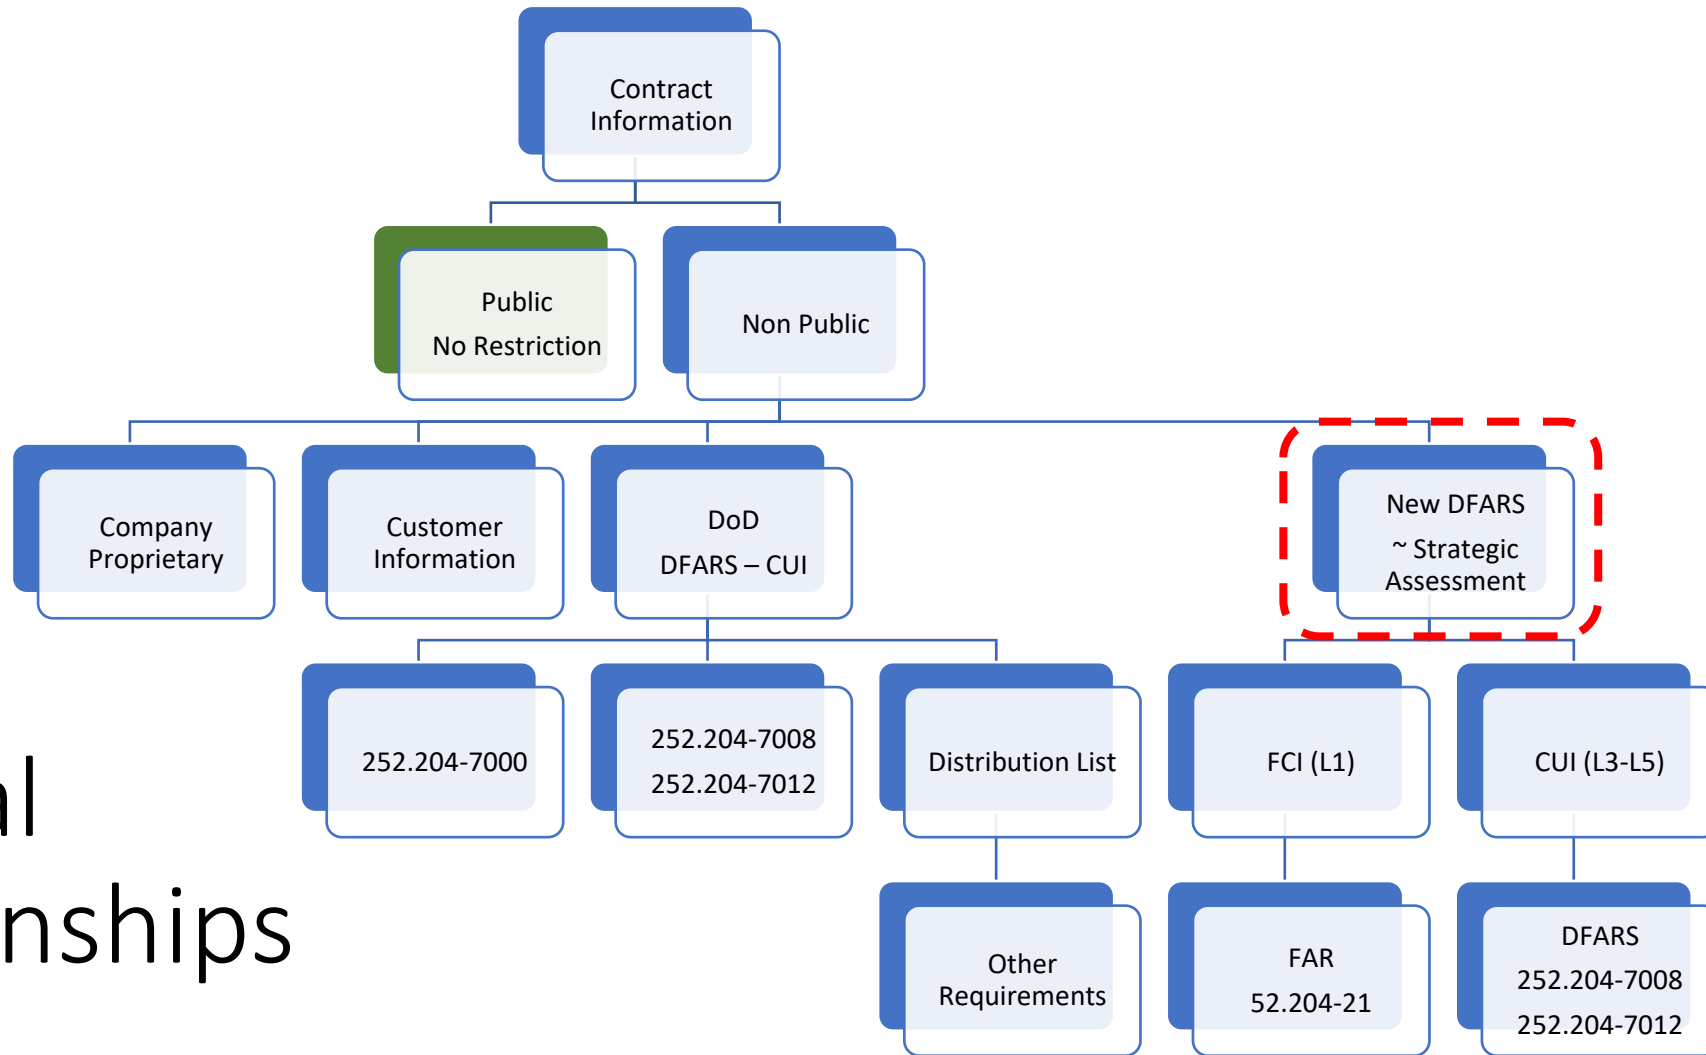 Contract
Information
Public
No Restriction
Non Public
Company
Proprietary
Customer
Information
DoD
DFARS – CUI
New DFARS
~ Strategic
Assessment
252.204-7000
252.204-7008
252.204-7012
Distribution List
FCI (L1)
CUI (L3-L5)
Other
Requirements
FAR
52.204-21
DFARS
252.204-7008
252.204-7012
al
nships